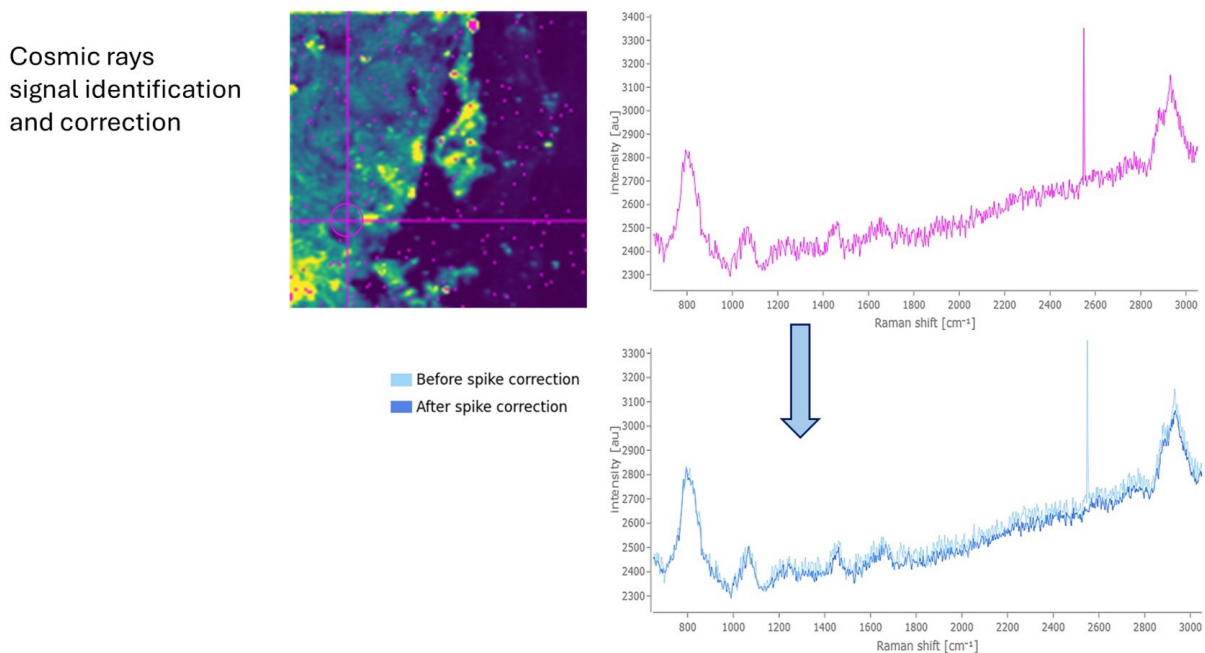 Cosmic rays
signal identification
and correction
3400
3300
3200
3100
3000
2900
2800
2700
2600
2500
2400
2300
intensity [au]
800 1000 1200 1400 1600 1800 2000 2200 2400 2600 2800 3000
Raman shift [cm⁻¹]
Before spike correction
After spike correction
3300
3200
3100
3000
2900
2800
2700
2600
2500
2400
2300
intensity [au]
800 1000 1200 1400 1600 1800 2000 2200 2400 2600 2800 3000
Raman shift [cm⁻¹]